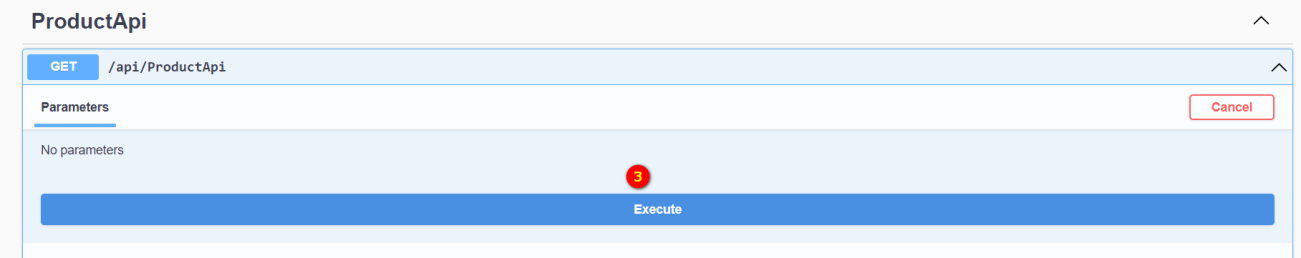 ProductApi
GET /api/ProductApi
Parameters Cancel
No parameters
3
Execute